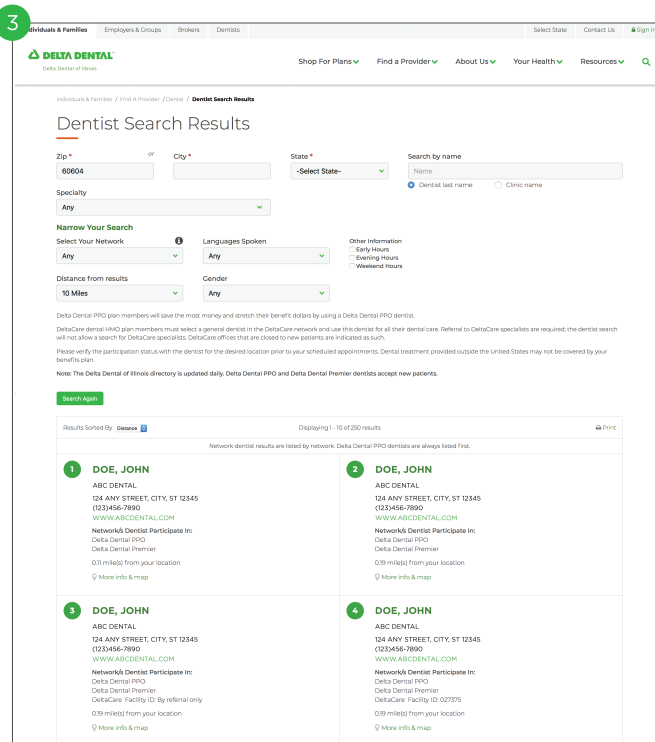 3
dividuals & Families Employers & Groups Brokers Dentists Select State Contact Us Sign in
DELTA DENTAL®
Delta Dental of Illinois
Shop For Plans Find a Provider About Us Your Health Resources
Individuals & Families / Find A Provider / Dental / Dentist Search Results
Dentist Search Results
Zip * or City * State * Search by name
60604 -Select State- Name
Dentist last name Clinic name
Specialty
Any
Narrow Your Search
Select Your Network Languages Spoken Other Information
Any Any
Early Hours
Evening Hours
Weekend Hours
Distance from results Gender
10 Miles Any
Delta Dental PPO plan members will save the most money and stretch their benefit dollars by using a Delta Dental PPO dentist.
DeltaCare dental HMO plan members must select a general dentist in the DeltaCare network and use this dentist for all their dental care. Referral to DeltaCare specialists are required; the dentist search
will not allow a search for DeltaCare specialists. DeltaCare offices that are closed to new patients are indicated as such.
Please verify the participation status with the dentist for the desired location prior to your scheduled appointments. Dental treatment provided outside the United States may not be covered by your
benefits plan.
Note: The Delta Dental of Illinois directory is updated daily. Delta Dental PPO and Delta Dental Premier dentists accept new patients.
Search Again
Results Sorted By Distance Displaying 1 - 10 of 250 results Print
Network dentist results are listed by network. Delta Dental PPO dentists are always listed first.
1 DOE, JOHN
ABC DENTAL
124 ANY STREET, CITY, ST 12345
(123)456-7890
WWW.ABCDENTAL.COM
Network/s Dentist Participate In:
Delta Dental PPO
Delta Dental Premier
0.11 mile(s) from your location
More info & map
2 DOE, JOHN
ABC DENTAL
124 ANY STREET, CITY, ST 12345
(123)456-7890
WWW.ABCDENTAL.COM
Network/s Dentist Participate In:
Delta Dental PPO
Delta Dental Premier
0.19 mile(s) from your location
More info & map
3 DOE, JOHN
ABC DENTAL
124 ANY STREET, CITY, ST 12345
(123)456-7890
WWW.ABCDENTAL.COM
Network/s Dentist Participate In:
Delta Dental PPO
Delta Dental Premier
DeltaCare Facility ID: By referral only
0.19 mile(s) from your location
More info & map
4 DOE, JOHN
ABC DENTAL
124 ANY STREET, CITY, ST 12345
(123)456-7890
WWW.ABCDENTAL.COM
Network/s Dentist Participate In:
Delta Dental PPO
Delta Dental Premier
DeltaCare Facility ID: 027375
0.19 mile(s) from your location
More info & map